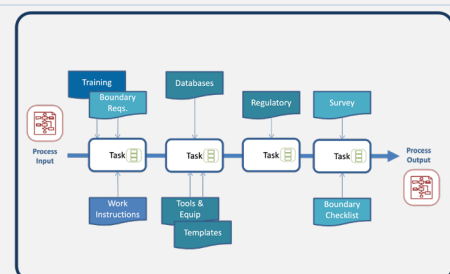 Training
Boundary
Reqs.
Databases
Regulatory
Survey
Process
Input
Task
Task
Task
Task
Process
Output
Work
Instructions
Tools &
Equip
Templates
Boundary
Checklist